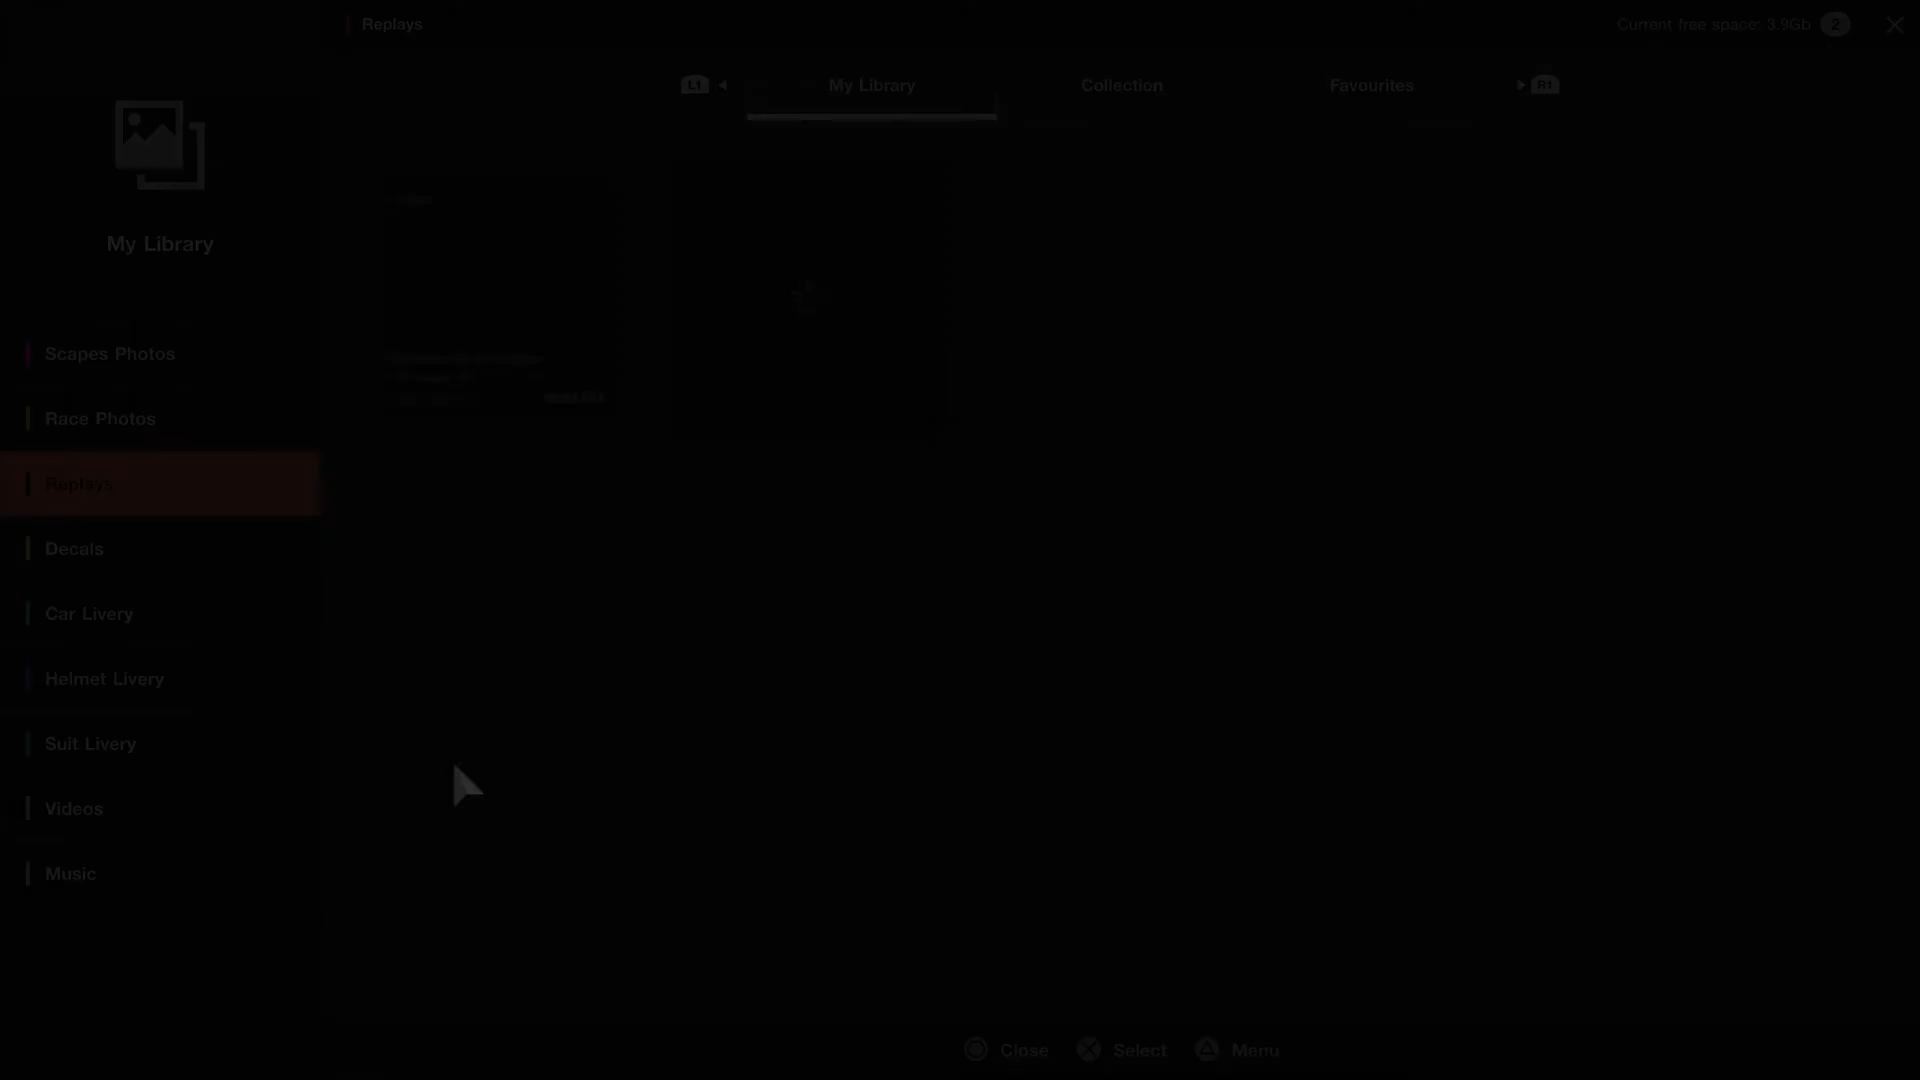 Replays
Current free space: 3.9Gb 2
L1 My Library Collection Favourites R1
My Library
Scapes Photos
Race Photos
Replays
Decals
Car Livery
Helmet Livery
Suit Livery
Videos
Music
Close Select Menu